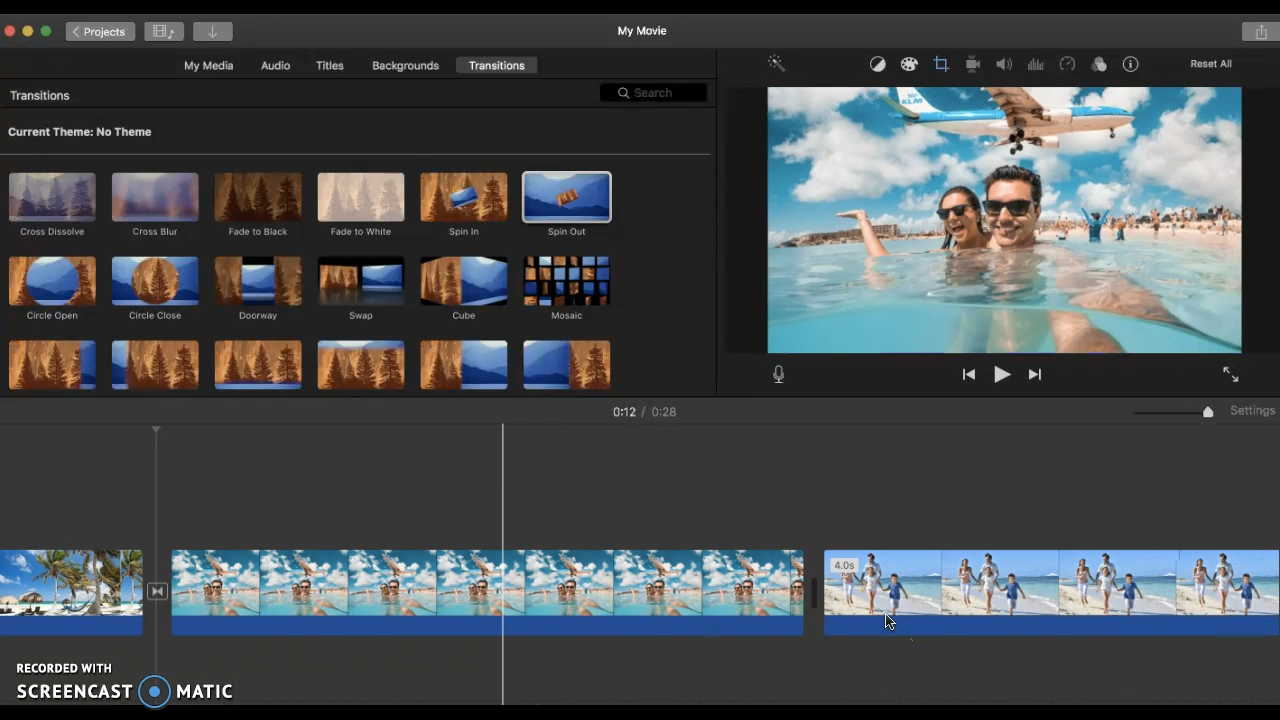 Projects
My Movie
My Media
Audio
Titles
Backgrounds
Transitions
Reset All
Transitions
Search
Current Theme: No Theme
KLM
Cross Dissolve
Cross Blur
Fade to Black
Fade to White
Spin In
Spin Out
Circle Open
Circle Close
Doorway
Swap
Cube
Mosaic
0:12 / 0:28
Settings
4.0s
RECORDED WITH
SCREENCAST MATIC